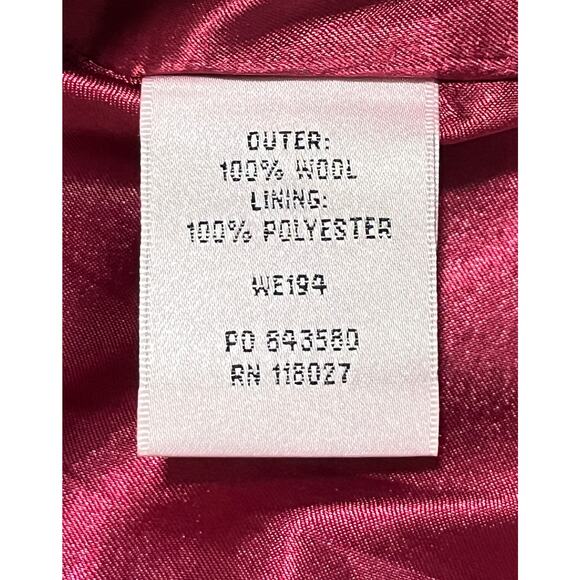 OUTER:
100% WOOL
LINING:
100% POLYESTER
WE194
PO 643580
RN 118027